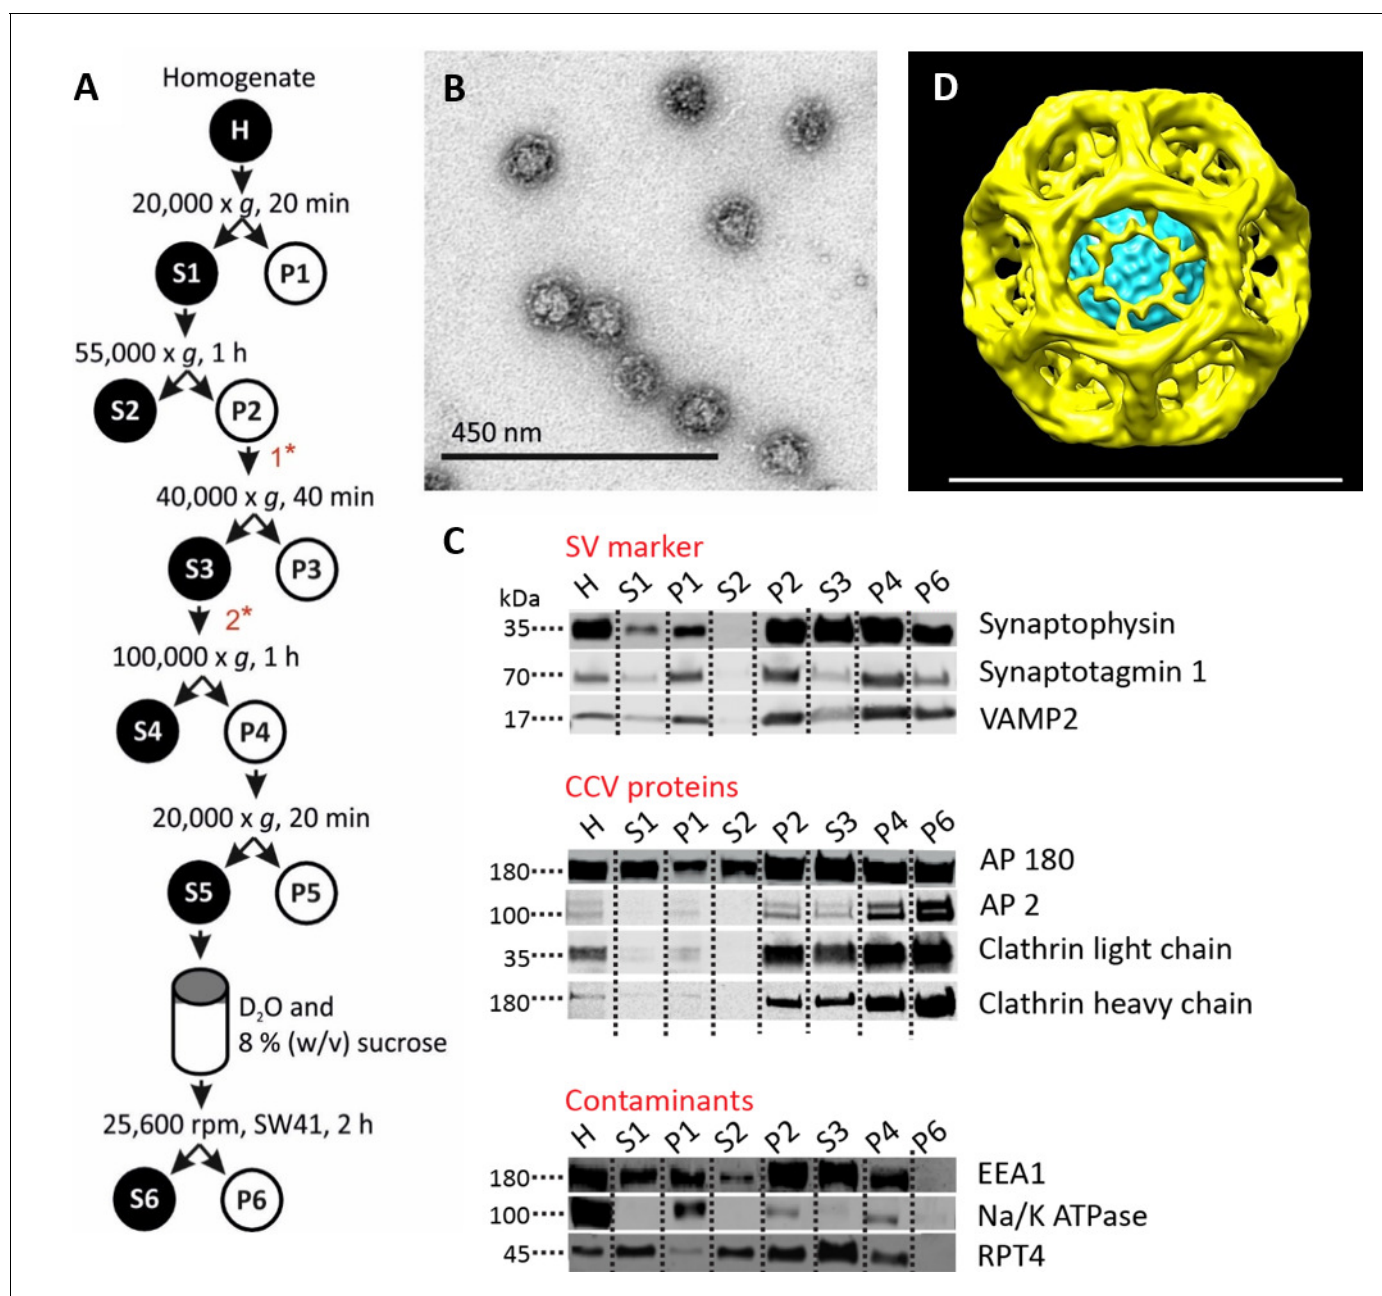 A
Homogenate
H
20,000 x g, 20 min
S1 P1
55,000 x g, 1 h
S2 P2
1*
40,000 x g, 40 min
S3 P3
2*
100,000 x g, 1 h
S4 P4
20,000 x g, 20 min
S5 P5
D₂O and
8 % (w/v) sucrose
25,600 rpm, SW41, 2 h
S6 P6
B
450 nm
D
C
SV marker
H S1 P1 S2 P2 S3 P4 P6
kDa
35 Synaptophysin
70 Synaptotagmin 1
17 VAMP2
CCV proteins
H S1 P1 S2 P2 S3 P4 P6
180 AP 180
100 AP 2
35 Clathrin light chain
180 Clathrin heavy chain
Contaminants
H S1 P1 S2 P2 S3 P4 P6
180 EEA1
100 Na/K ATPase
45 RPT4